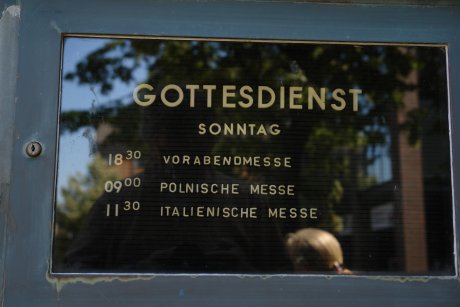 GOTTESDIENST
SONNTAG
18³⁰ VORABENDMESSE
09⁰⁰ POLNISCHE MESSE
11³⁰ ITALIENISCHE MESSE